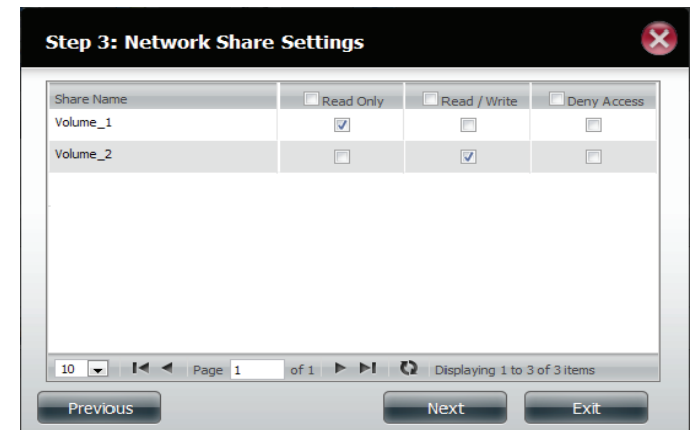 Step 3: Network Share Settings
Share Name Read Only Read / Write Deny Access
Volume_1
Volume_2
10 Page 1 of 1 Displaying 1 to 3 of 3 items
Previous Next Exit